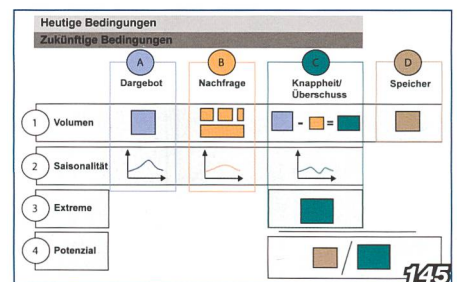 Heutige Bedingungen
Zukünftige Bedingungen
A
B
C
D
Dargebot
Nachfrage
Knappheit/
Überschuss
Speicher
1 Volumen
- =
2 Saisonalität
3 Extreme
4 Potenzial
/
145